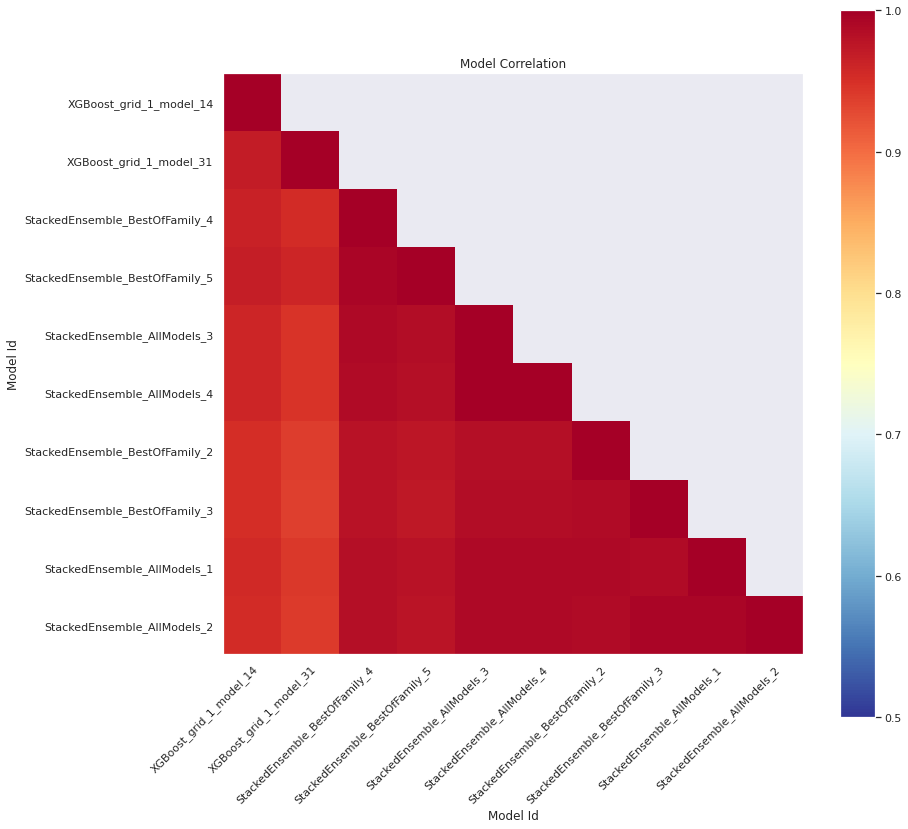 Model Correlation
Model Id
XGBoost_grid_1_model_14
XGBoost_grid_1_model_31
StackedEnsemble_BestOfFamily_4
StackedEnsemble_BestOfFamily_5
StackedEnsemble_AllModels_3
StackedEnsemble_AllModels_4
StackedEnsemble_BestOfFamily_2
StackedEnsemble_BestOfFamily_3
StackedEnsemble_AllModels_1
StackedEnsemble_AllModels_2
XGBoost_grid_1_model_14
XGBoost_grid_1_model_31
StackedEnsemble_BestOfFamily_4
StackedEnsemble_BestOfFamily_5
StackedEnsemble_AllModels_3
StackedEnsemble_AllModels_4
StackedEnsemble_BestOfFamily_2
StackedEnsemble_BestOfFamily_3
StackedEnsemble_AllModels_1
StackedEnsemble_AllModels_2
Model Id
1.0
0.9
0.8
0.7
0.6
0.5